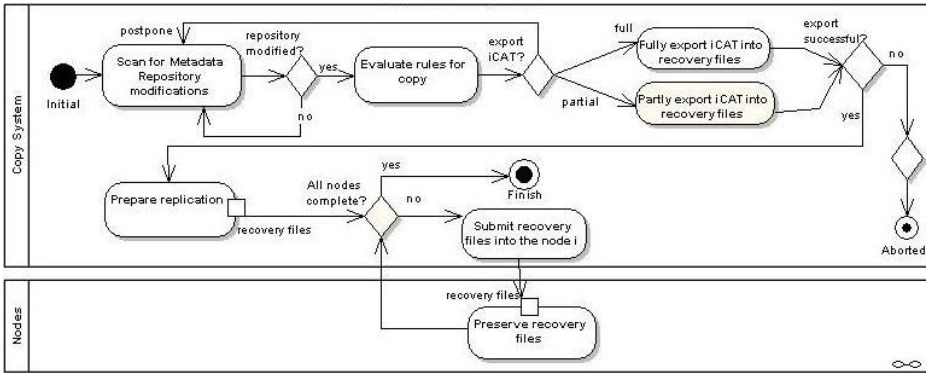 Copy System
postpone
repository
modified?
export
iCAT?
full
export
successful?
Scan for Metadata
Repository
modifications
yes
Evaluate rules for
copy
Fully export iCAT into
recovery files
no
Initial
no
partial
Partly export iCAT into
recovery files
yes
Prepare replication
recovery files
All nodes
complete?
yes
Finish
no
Submit recovery
files into the node i
Aborted
Nodes
recovery files
Preserve recovery
files